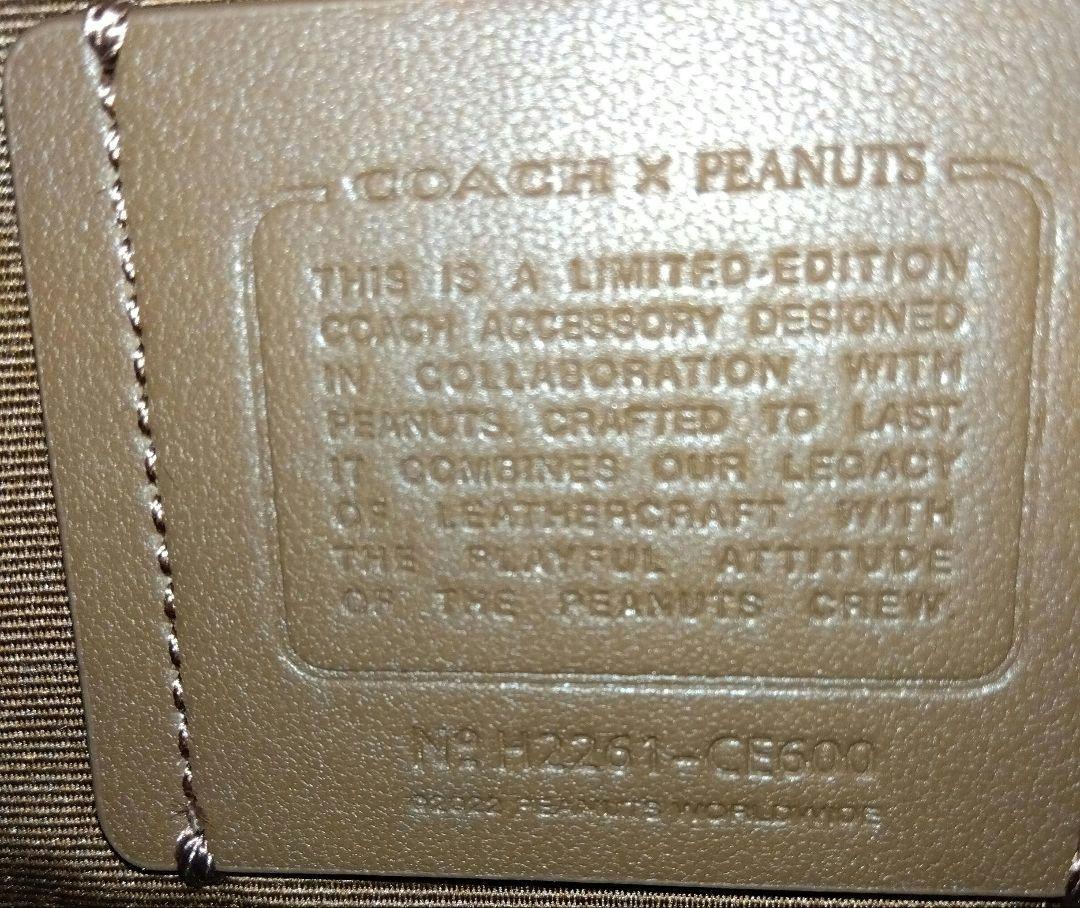 COACH × PEANUTS
THIS IS A LIMITED-EDITION
COACH ACCESSORY DESIGNED
IN COLLABORATION WITH
PEANUTS. CRAFTED TO LAST,
IT COMBINES OUR LEGACY
OF LEATHERCRAFT WITH
THE PLAYFUL ATTITUDE
OF THE PEANUTS CREW
Nº H2261-CE600
PEANUTS WORLDWIDE